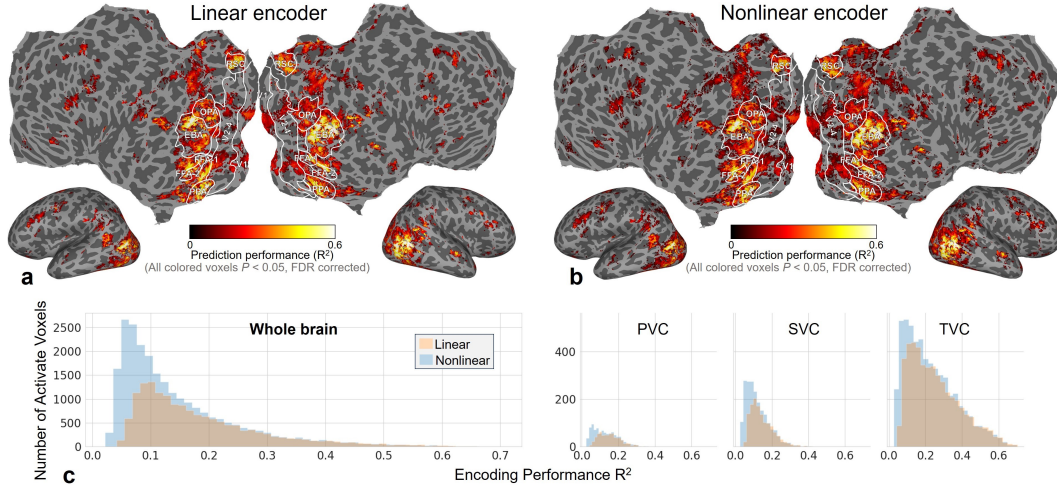 Linear encoder
Nonlinear encoder
RSC
RSC
OPA
EBA
FFA-1
FFA-2
PPA
OPA
EBA
FFA-1
FFA-2
PPA
RSC
RSC
OPA
EBA
FFA-1
FFA-2
OPA
EBA
FFA-1
FFA-2
PPA
V1
0
0.6
Prediction performance (R²)
(All colored voxels P < 0.05, FDR corrected)
a
0
0.6
Prediction performance (R²)
(All colored voxels P < 0.05, FDR corrected)
b
Number of Activate Voxels
2500
2000
1500
1000
500
0
Whole brain
Linear
Nonlinear
0.0 0.1 0.2 0.3 0.4 0.5 0.6 0.7
400
200
0
PVC
SVC
TVC
0.0 0.2 0.4 0.6
0.0 0.2 0.4 0.6
0.0 0.2 0.4 0.6
c
Encoding Performance R²